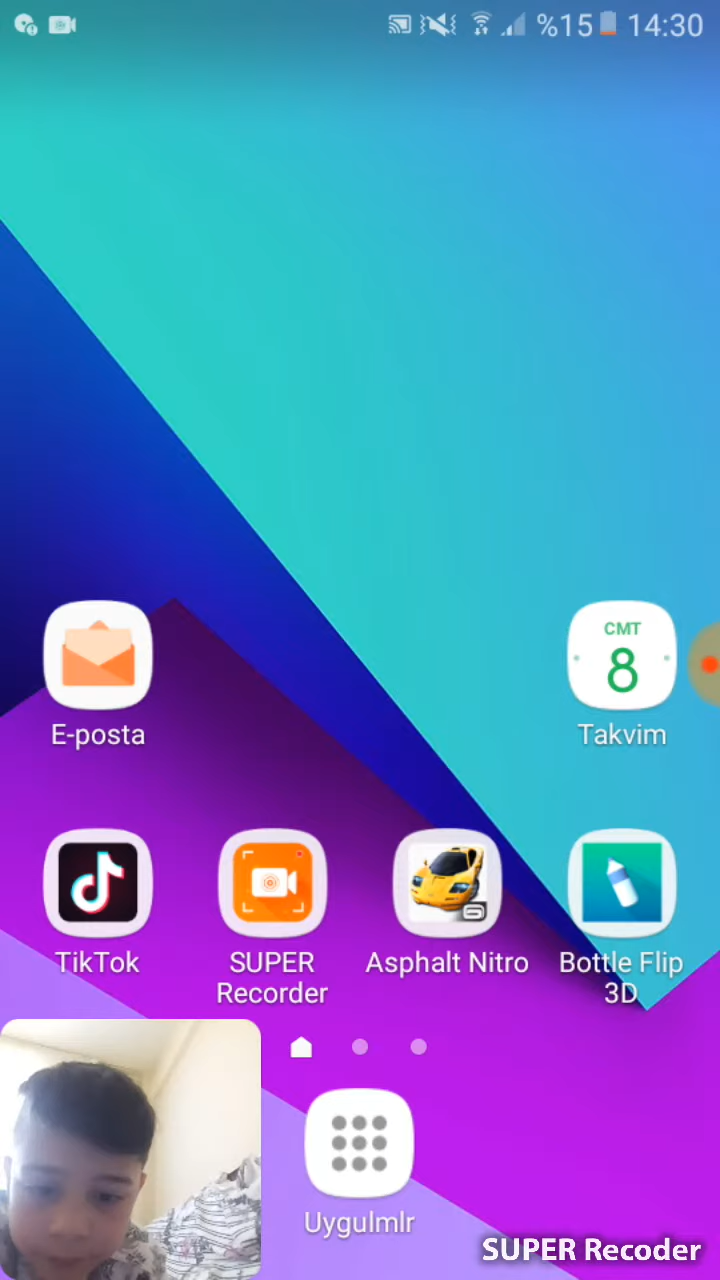 %15 14:30
CMT
8
E-posta
Takvim
TikTok
SUPER
Recorder
Asphalt Nitro
Bottle Flip
3D
Uygulmlr
SUPER Recoder